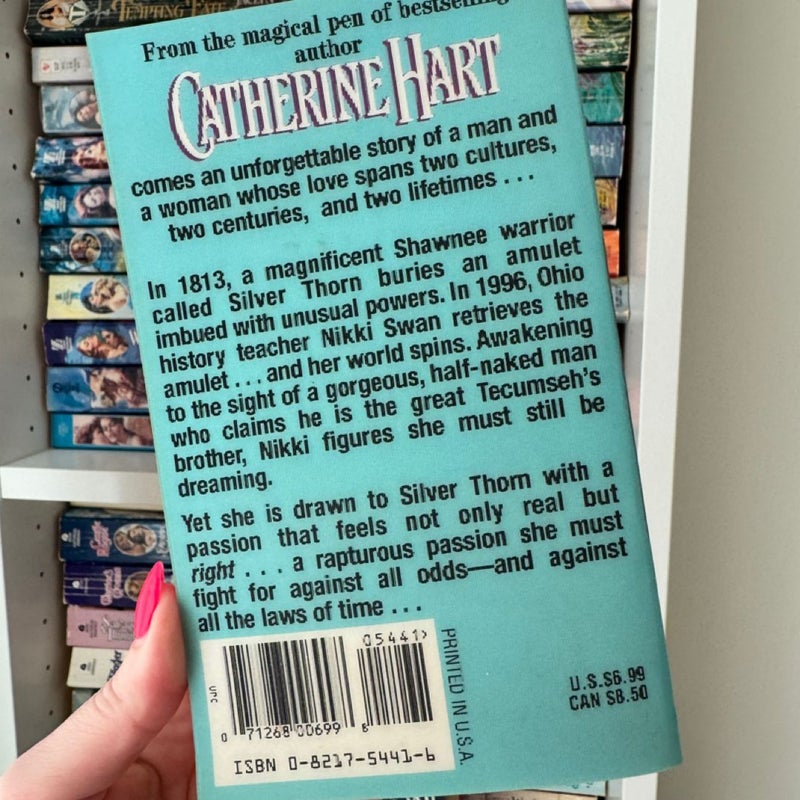 TEMPTING FATE
From the magical pen of bestselling
author
CATHERINE HART
comes an unforgettable story of a man and
a woman whose love spans two cultures,
two centuries, and two lifetimes . . .
In 1813, a magnificent Shawnee warrior
called Silver Thorn buries an amulet
imbued with unusual powers. In 1996, Ohio
history teacher Nikki Swan retrieves the
amulet . . . and her world spins. Awakening
to the sight of a gorgeous, half-naked man
who claims he is the great Tecumseh's
brother, Nikki figures she must still be
dreaming.
Yet she is drawn to Silver Thorn with a
passion that feels not only real but
right . . . a rapturous passion she must
fight for against all odds—and against
all the laws of time . . .
05441>
UPC
0 71268 00699 8
ISBN 0-8217-5441-6
PRINTED IN U.S.A.
U.S.$6.99
CAN $8.50